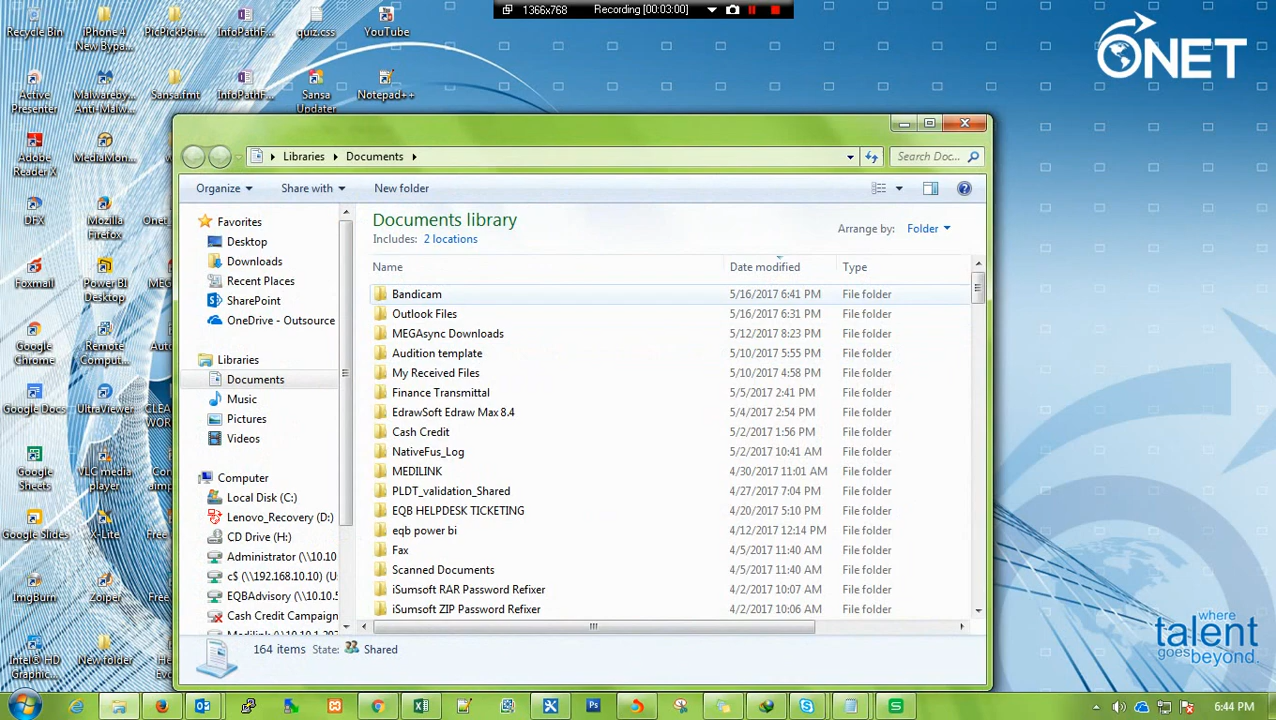 1366x768 Recording [00:03:00]
Recycle Bin
iPhone 4
New Bypa...
PicPickPor...
InfoPathF...
quiz.css
YouTube
ONET
Active
Presenter
Malwareby...
Anti-Malw...
Sansa.fmt
InfoPathF...
Sansa
Updater
Notepad++
Adobe
Reader X
MediaMon...
DFX
Mozilla
Firefox
Foxmail
Power BI
Desktop
Google
Chrome
Remote
Comput...
Google Docs
UltraViewer
Google
Sheets
VLC media
player
Google Slides
X-Lite
ImgBurn
Zoiper
Intel® HD
Graphic...
New folder
Libraries Documents
Search Doc...
Organize Share with New folder
Favorites
Desktop
Downloads
Recent Places
SharePoint
OneDrive - Outsource
Libraries
Documents
Music
Pictures
Videos
Computer
Local Disk (C:)
Lenovo_Recovery (D:)
CD Drive (H:)
Administrator (\\10.10
c$ (\\192.168.10.10) (U:
EQBAdvisory (\\10.10.5
Cash Credit Campaign
Documents library
Includes: 2 locations
Arrange by: Folder
Name Date modified Type
Bandicam 5/16/2017 6:41 PM File folder
Outlook Files 5/16/2017 6:31 PM File folder
MEGAsync Downloads 5/12/2017 8:23 PM File folder
Audition template 5/10/2017 5:55 PM File folder
My Received Files 5/10/2017 4:58 PM File folder
Finance Transmittal 5/5/2017 2:41 PM File folder
EdrawSoft Edraw Max 8.4 5/4/2017 2:54 PM File folder
Cash Credit 5/2/2017 1:56 PM File folder
NativeFus_Log 5/2/2017 10:41 AM File folder
MEDILINK 4/30/2017 11:01 AM File folder
PLDT_validation_Shared 4/27/2017 7:04 PM File folder
EQB HELPDESK TICKETING 4/20/2017 5:10 PM File folder
eqb power bi 4/12/2017 12:14 PM File folder
Fax 4/5/2017 11:40 AM File folder
Scanned Documents 4/5/2017 11:40 AM File folder
iSumsoft RAR Password Refixer 4/2/2017 10:07 AM File folder
iSumsoft ZIP Password Refixer 4/2/2017 10:06 AM File folder
164 items State: Shared
where
talent
goes beyond.
6:44 PM